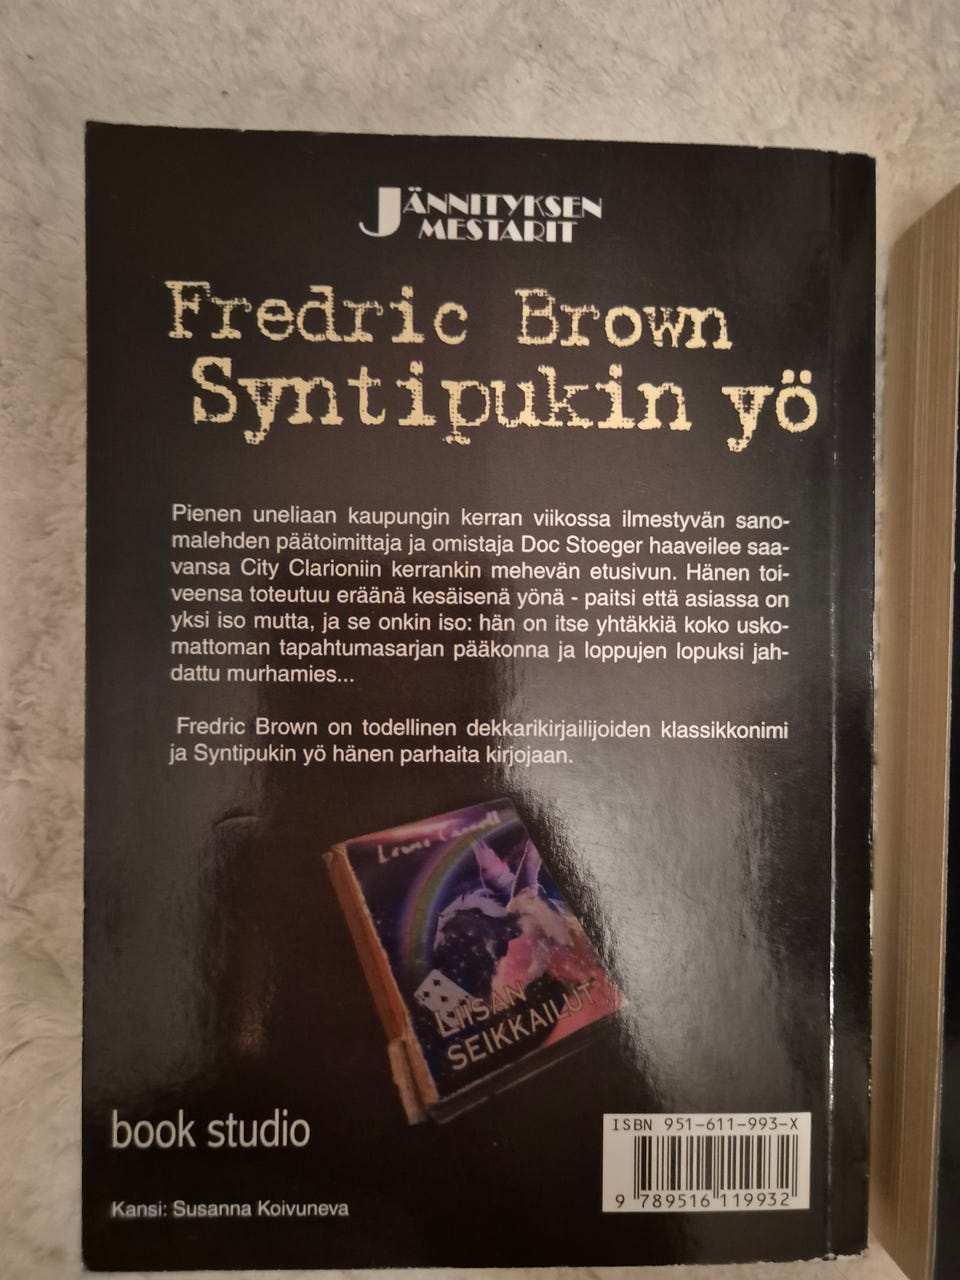 JÄNNITYKSEN
MESTARIT
Fredric Brown
Syntipukin yö
Pienen uneliaan kaupungin kerran viikossa ilmestyvän sano-
malehden päätoimittaja ja omistaja Doc Stoeger haaveilee saa-
vansa City Clarioniin kerrankin mehevän etusivun. Hänen toi-
veensa toteutuu eräänä kesäisenä yönä - paitsi että asiassa on
yksi iso mutta, ja se onkin iso: hän on itse yhtäkkiä koko usko-
mattoman tapahtumasarjan pääkonna ja loppujen lopuksi jah-
dattu murhamies...
Fredric Brown on todellinen dekkarikirjailijoiden klassikkonimi
ja Syntipukin yö hänen parhaita kirjojaan.
Lewis Carroll
LIISAN
SEIKKAILUT
book studio
ISBN 951-611-993-X
9 789516 119932
Kansi: Susanna Koivuneva